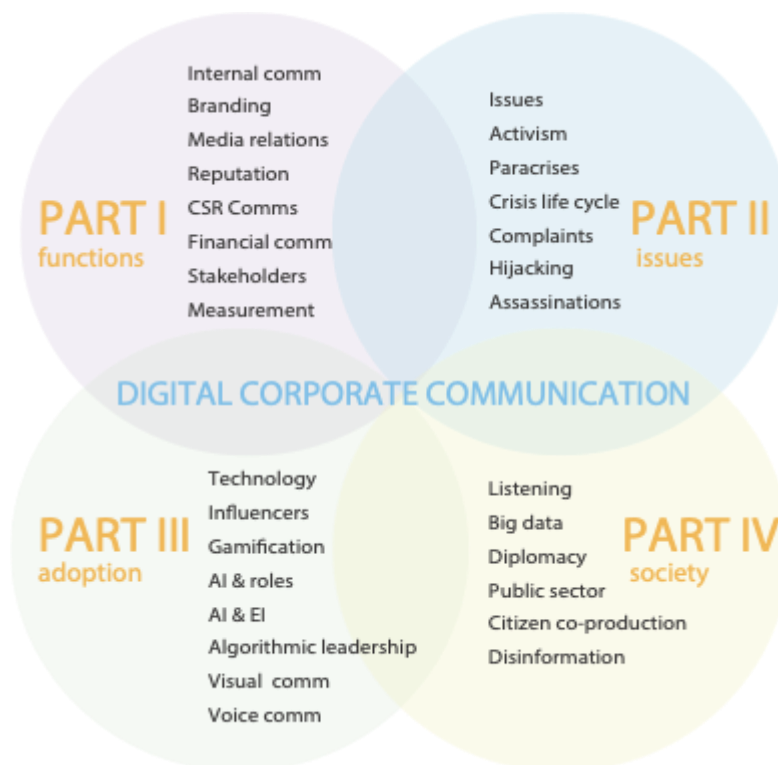 Internal comm
Branding
Media relations
Reputation
CSR Comms
Financial comm
Stakeholders
Measurement
PART I
functions
Issues
Activism
Paracrises
Crisis life cycle
Complaints
Hijacking
Assassinations
PART II
issues
DIGITAL CORPORATE COMMUNICATION
Technology
Influencers
Gamification
AI & roles
AI & EI
Algorithmic leadership
Visual comm
Voice comm
PART III
adoption
Listening
Big data
Diplomacy
Public sector
Citizen co-production
Disinformation
PART IV
society